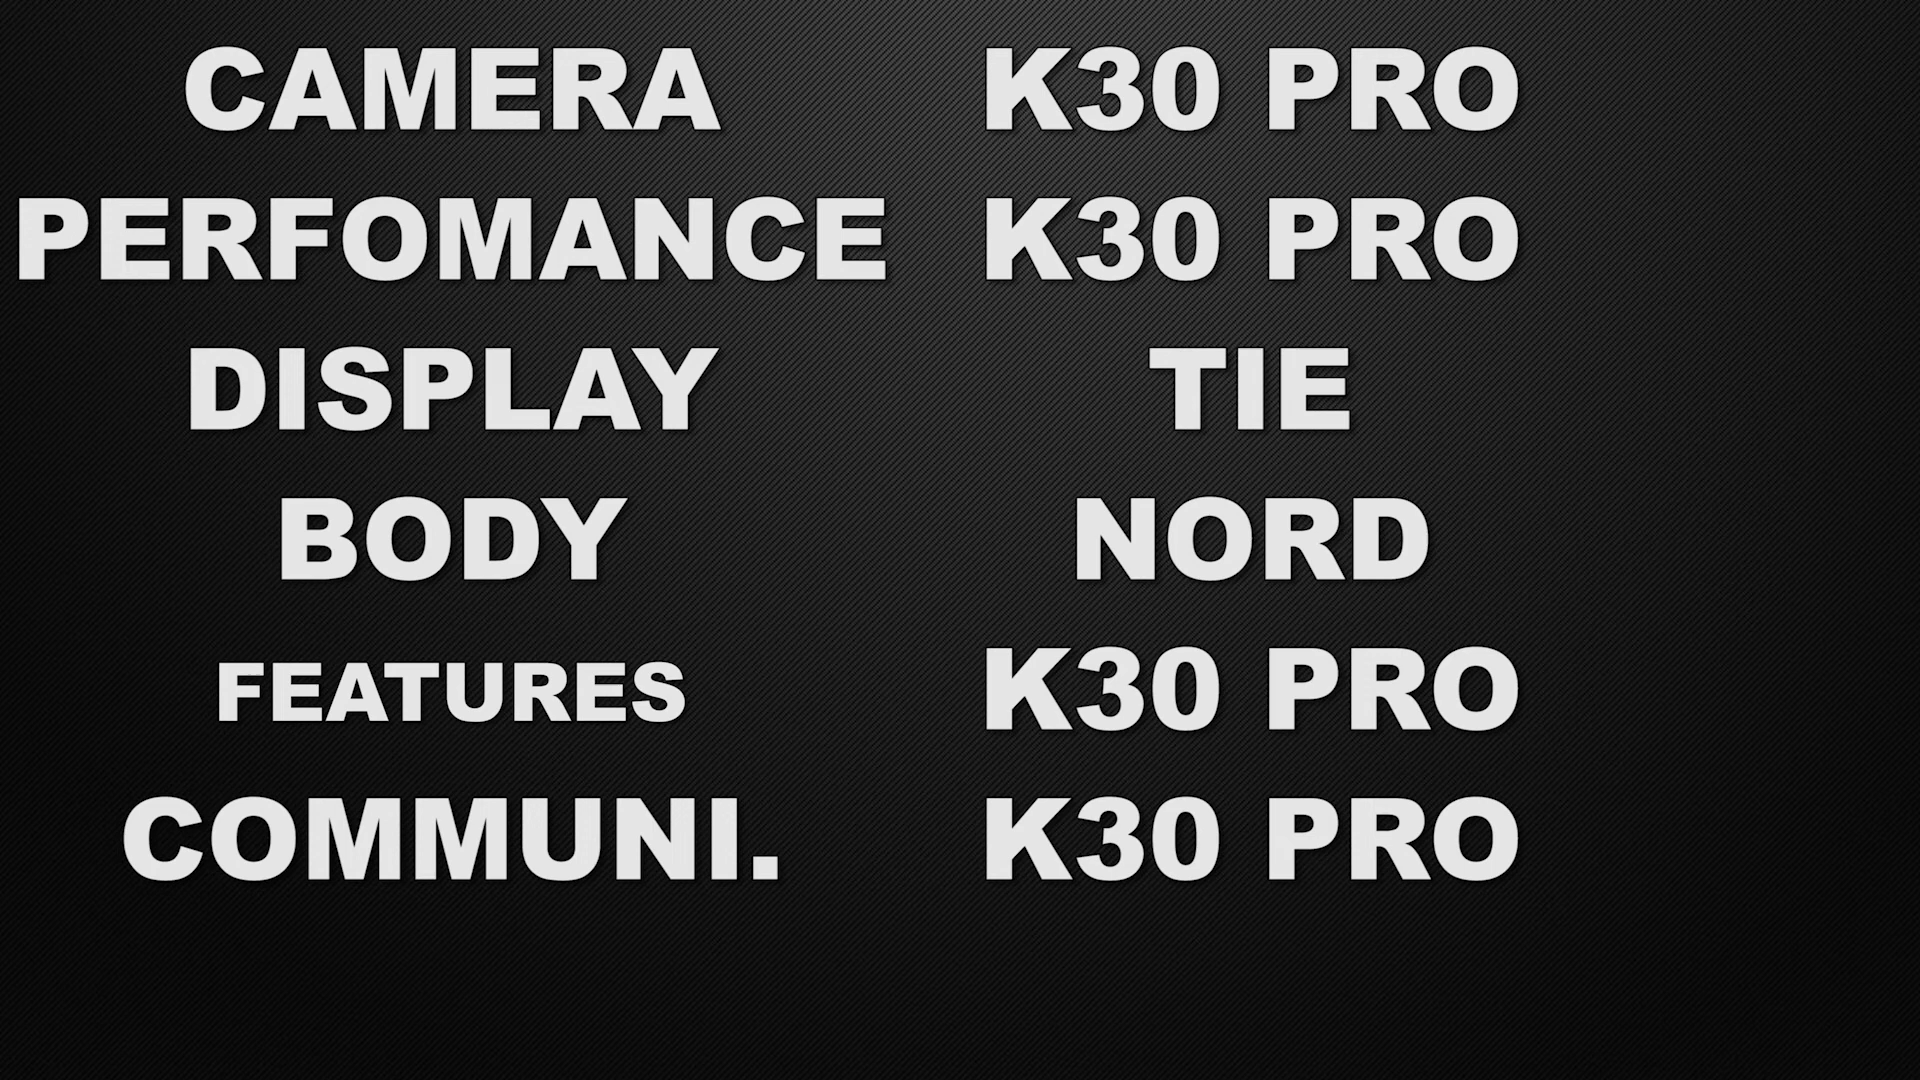 CAMERA K30 PRO
PERFOMANCE K30 PRO
DISPLAY TIE
BODY NORD
FEATURES K30 PRO
COMMUNI. K30 PRO